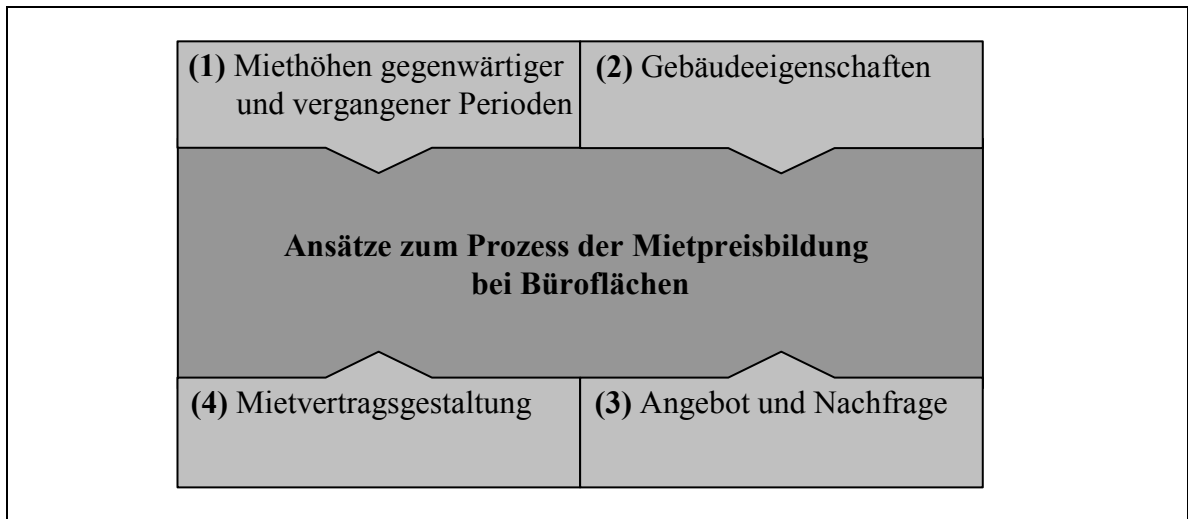 (1) Miethöhen gegenwärtiger
und vergangener Perioden
(2) Gebäudeeigenschaften
Ansätze zum Prozess der Mietpreisbildung
bei Büroflächen
(4) Mietvertragsgestaltung
(3) Angebot und Nachfrage